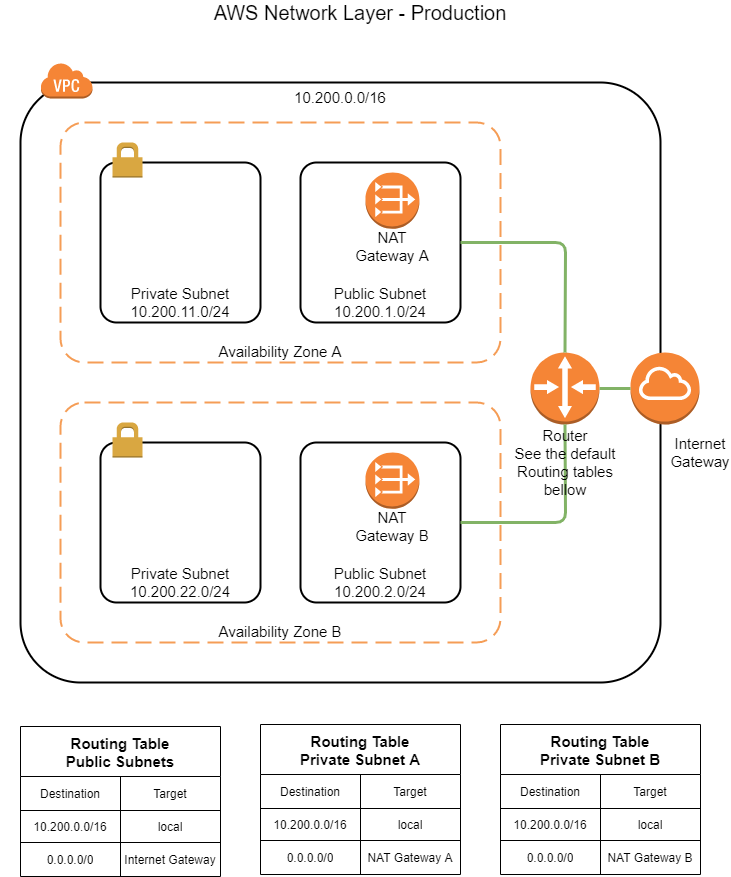 AWS Network Layer - Production
VPC
10.200.0.0/16
NAT
Gateway A
Private Subnet
10.200.11.0/24
Public Subnet
10.200.1.0/24
Availability Zone A
Router
See the default
Routing tables
bellow
Internet
Gateway
NAT
Gateway B
Private Subnet
10.200.22.0/24
Public Subnet
10.200.2.0/24
Availability Zone B
Routing Table
Public Subnets
Destination Target
10.200.0.0/16 local
0.0.0.0/0 Internet Gateway
Routing Table
Private Subnet A
Destination Target
10.200.0.0/16 local
0.0.0.0/0 NAT Gateway A
Routing Table
Private Subnet B
Destination Target
10.200.0.0/16 local
0.0.0.0/0 NAT Gateway B